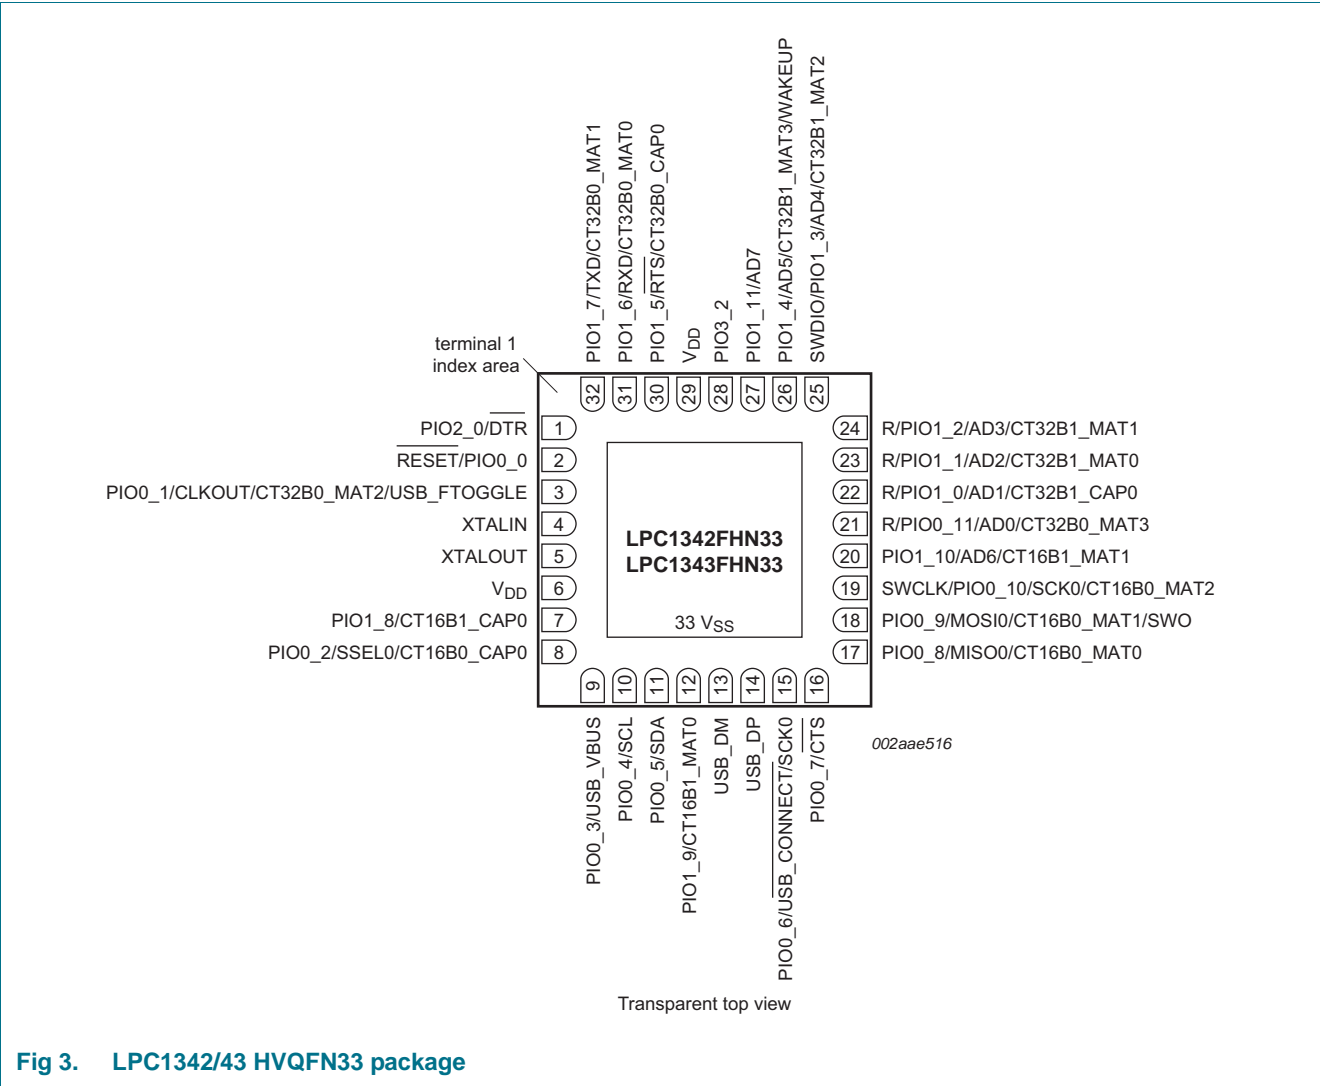 PIO1_7/TXD/CT32B0_MAT1
PIO1_6/RXD/CT32B0_MAT0
PIO1_5/RTS/CT32B0_CAP0
VDD
PIO3_2
PIO1_11/AD7
PIO1_4/AD5/CT32B1_MAT3/WAKEUP
SWDIO/PIO1_3/AD4/CT32B1_MAT2
terminal 1
index area
32 31 30 29 28 27 26 25
PIO2_0/DTR 1
RESET/PIO0_0 2
PIO0_1/CLKOUT/CT32B0_MAT2/USB_FTOGGLE 3
XTALIN 4
XTALOUT 5
VDD 6
PIO1_8/CT16B1_CAP0 7
PIO0_2/SSEL0/CT16B0_CAP0 8
LPC1342FHN33
LPC1343FHN33
33 VSS
24 R/PIO1_2/AD3/CT32B1_MAT1
23 R/PIO1_1/AD2/CT32B1_MAT0
22 R/PIO1_0/AD1/CT32B1_CAP0
21 R/PIO0_11/AD0/CT32B0_MAT3
20 PIO1_10/AD6/CT16B1_MAT1
19 SWCLK/PIO0_10/SCK0/CT16B0_MAT2
18 PIO0_9/MOSI0/CT16B0_MAT1/SWO
17 PIO0_8/MISO0/CT16B0_MAT0
9 10 11 12 13 14 15 16
PIO0_3/USB_VBUS
PIO0_4/SCL
PIO0_5/SDA
PIO1_9/CT16B1_MAT0
USB_DM
USB_DP
PIO0_6/USB_CONNECT/SCK0
PIO0_7/CTS
002aae516
Transparent top view
Fig 3. LPC1342/43 HVQFN33 package